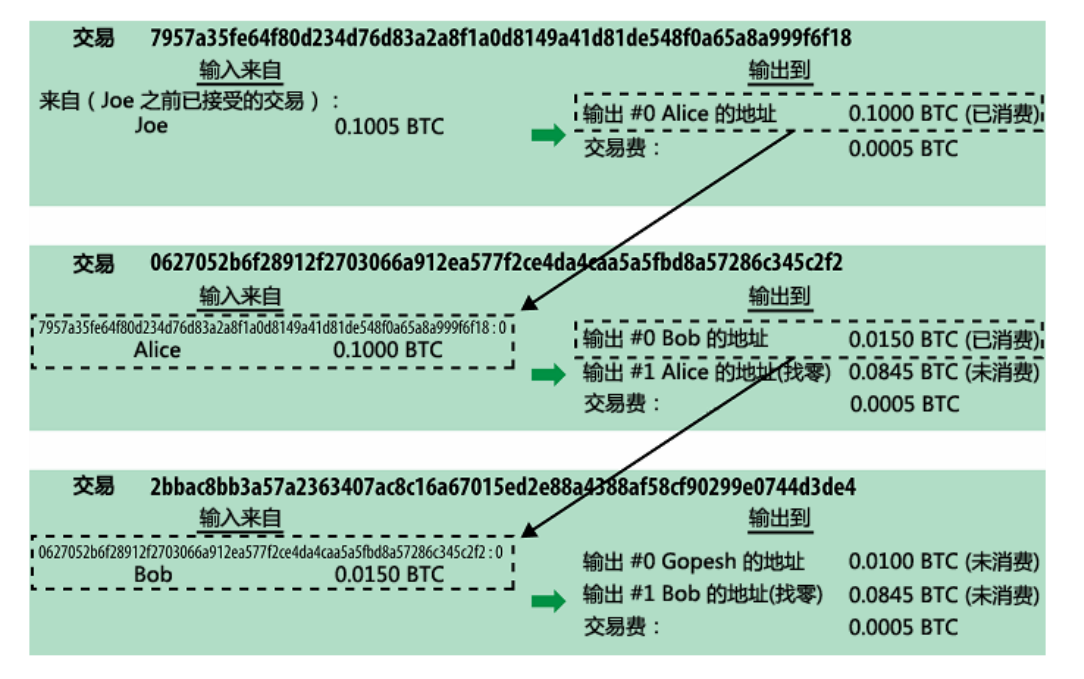 交易 7957a35fe64f80d234d76d83a2a8f1a0d8149a41d81de548f0a65a8a999f6f18
输入来自
输出到
来自（Joe 之前已接受的交易）:
Joe 0.1005 BTC
输出 #0 Alice 的地址 0.1000 BTC (已消费)
交易费： 0.0005 BTC
交易 0627052b6f28912f2703066a912ea577f2ce4da4caa5a5fbd8a57286c345c2f2
输入来自
输出到
7957a35fe64f80d234d76d83a2a8f1a0d8149a41d81de548f0a65a8a999f6f18 : 0
Alice 0.1000 BTC
输出 #0 Bob 的地址 0.0150 BTC (已消费)
输出 #1 Alice 的地址(找零) 0.0845 BTC (未消费)
交易费： 0.0005 BTC
交易 2bbac8bb3a57a2363407ac8c16a67015ed2e88a4388af58cf90299e0744d3de4
输入来自
输出到
0627052b6f28912f2703066a912ea577f2ce4da4caa5a5fbd8a57286c345c2f2 : 0
Bob 0.0150 BTC
输出 #0 Gopesh 的地址 0.0100 BTC (未消费)
输出 #1 Bob 的地址(找零) 0.0845 BTC (未消费)
交易费： 0.0005 BTC